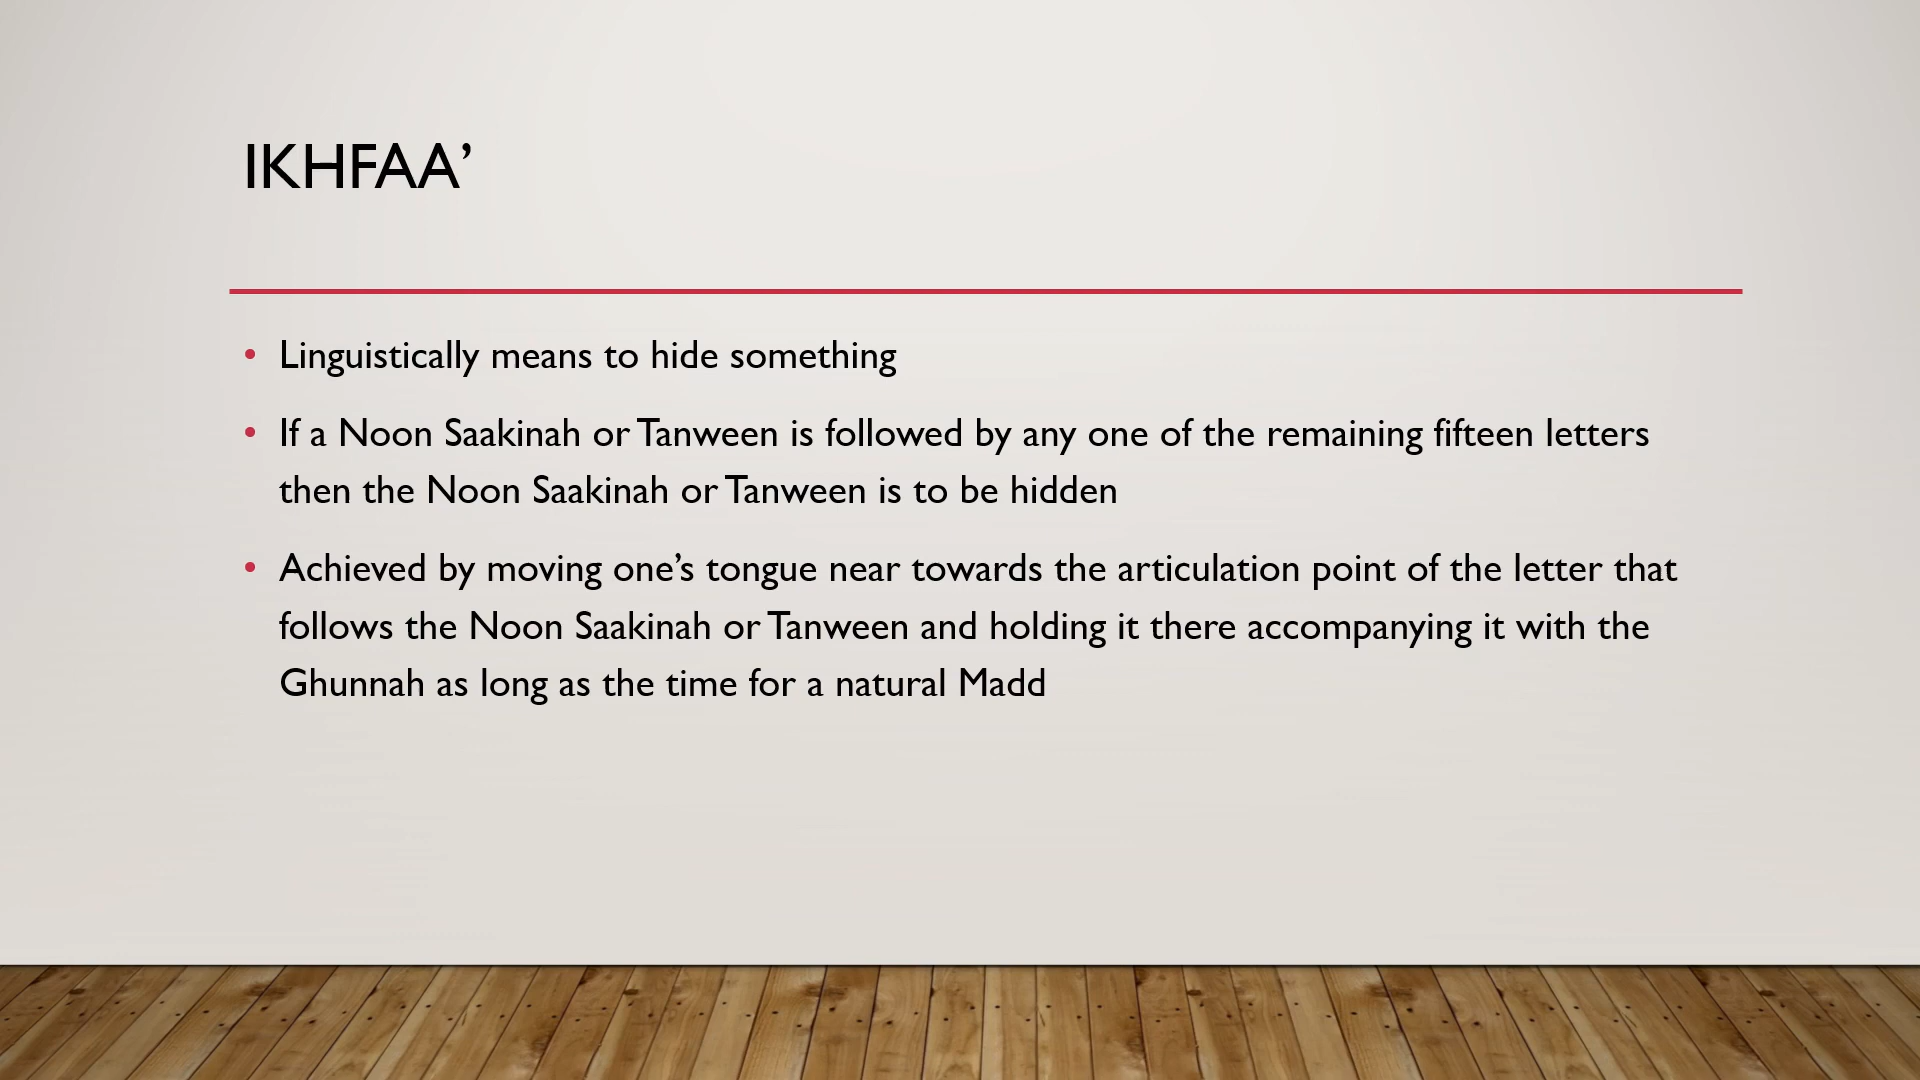 IKHFAA’
• Linguistically means to hide something
• If a Noon Saakinah or Tanween is followed by any one of the remaining fifteen letters
then the Noon Saakinah or Tanween is to be hidden
• Achieved by moving one’s tongue near towards the articulation point of the letter that
follows the Noon Saakinah or Tanween and holding it there accompanying it with the
Ghunnah as long as the time for a natural Madd